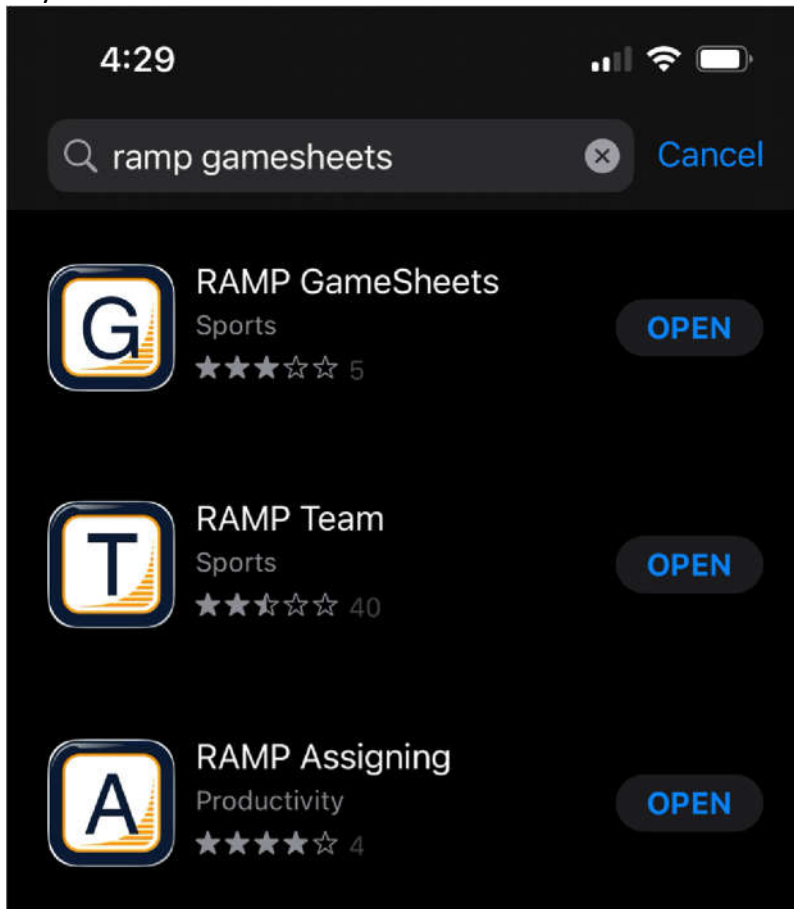 4:29
ramp gamesheets Cancel
G
RAMP GameSheets
Sports
5
OPEN
T
RAMP Team
Sports
40
OPEN
A
RAMP Assigning
Productivity
4
OPEN